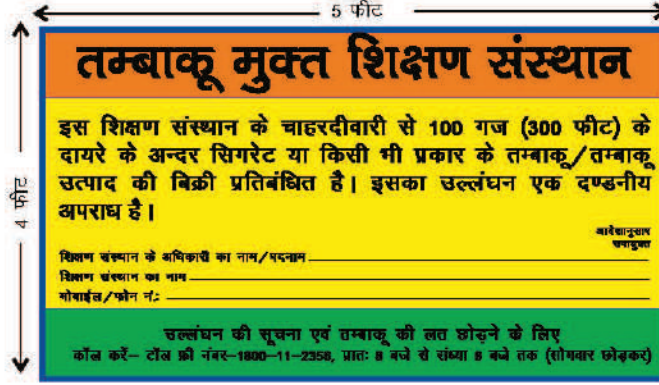 5 फीट
तम्बाकू मुक्त शिक्षण संस्थान
4 फीट
इस शिक्षण संस्थान के चाहरदीवारी से 100 गज (300 फीट) के
दायरे के अन्दर सिगरेट या किसी भी प्रकार के तम्बाकू/तम्बाकू
उत्पाद की बिक्री प्रतिबंधित है। इसका उल्लंघन एक दण्डनीय
अपराध है।
आदेशानुसार
उपायुक्त
शिक्षण संस्थान के अधिकारी का नाम/पदनाम
शिक्षण संस्थान का नाम
मोबाईल/फोन नं.:
उल्लंघन की सूचना एवं तम्बाकू की लत छोड़ने के लिए
कॉल करें– टॉल फ्री नंबर–1800–11–2356, प्रातः 8 बजे से संध्या 8 बजे तक (सोमवार छोड़कर)